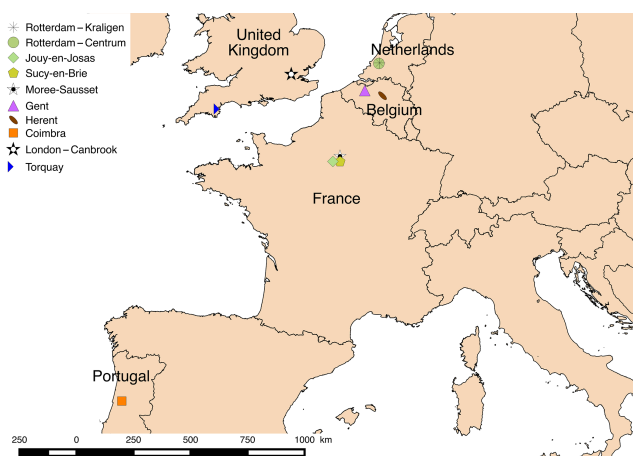 Rotterdam – Kralingen
Rotterdam – Centrum
Jouy-en-Josas
Sucy-en-Brie
Moree-Sausset
Gent
Herent
Coimbra
London – Canbrook
Torquay
United
Kingdom
Netherlands
Belgium
France
Portugal
250 0 250 500 750 1000 km